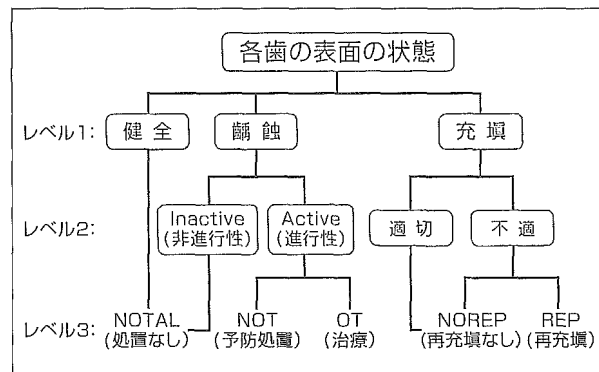 各歯の表面の状態
レベル1: 健全 齲蝕 充塡
レベル2: Inactive (非進行性) Active (進行性) 適切 不適
レベル3: NOTAL (処置なし) NOT (予防処置) OT (治療) NOREP (再充塡なし) REP (再充塡)